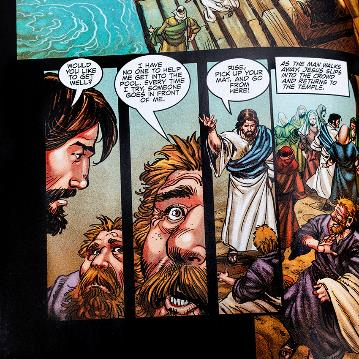 WOULD
YOU LIKE
TO GET
WELL?
I HAVE
NO ONE TO HELP
ME GET INTO THE
POOL. EVERY TIME
I TRY, SOMEONE
GOES IN FRONT
OF ME.
RISE,
PICK UP YOUR
MAT, AND GO
FROM
HERE!
AS THE MAN WALKS
AWAY, JESUS SLIPS
INTO THE CROWD
AND RETURNS TO
THE TEMPLE.